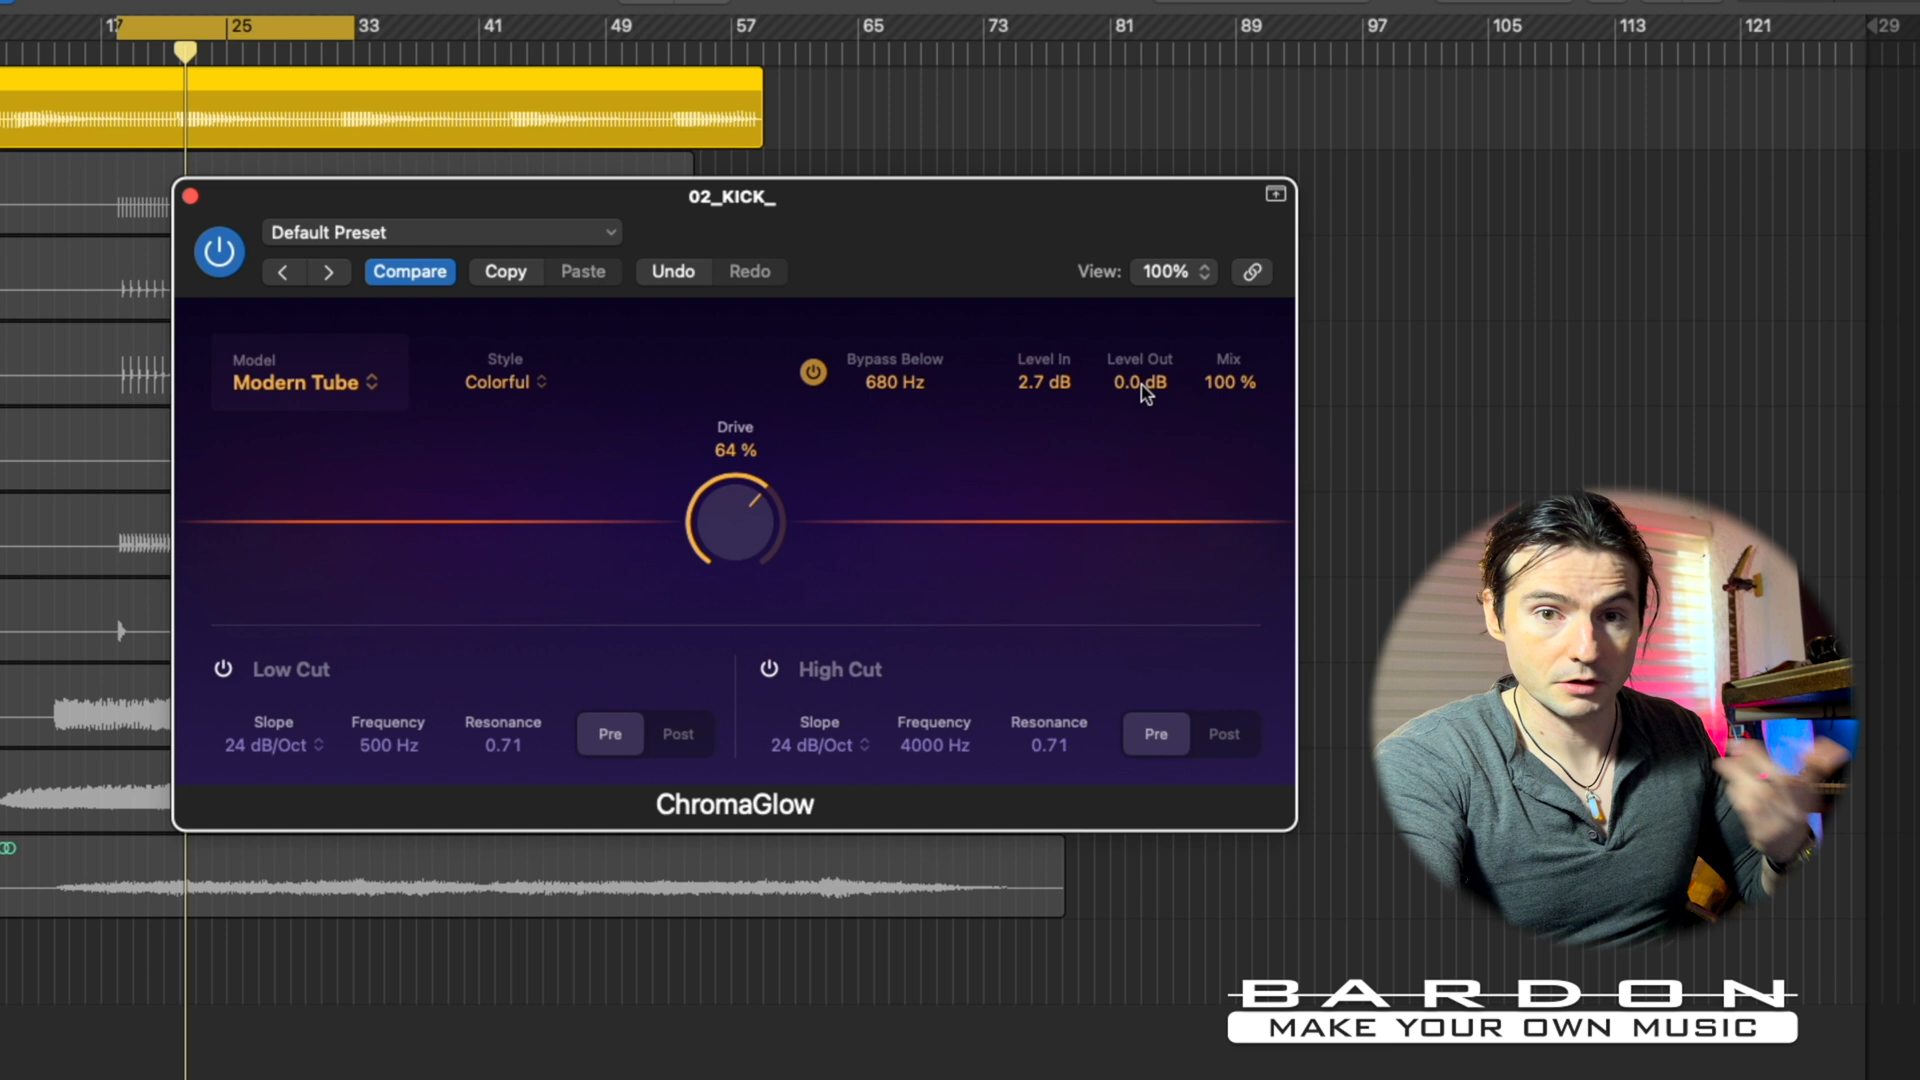 17 25 33 41 49 57 65 73 81 89 97 105 113 121 129
02_KICK_
Default Preset
Compare Copy Paste Undo Redo View: 100%
Model Style Bypass Below Level In Level Out Mix
Modern Tube Colorful 680 Hz 2.7 dB 0.0 dB 100 %
Drive
64 %
Low Cut High Cut
Slope Frequency Resonance Pre Post Slope Frequency Resonance Pre Post
24 dB/Oct 500 Hz 0.71 24 dB/Oct 4000 Hz 0.71
ChromaGlow
BARDON
MAKE YOUR OWN MUSIC